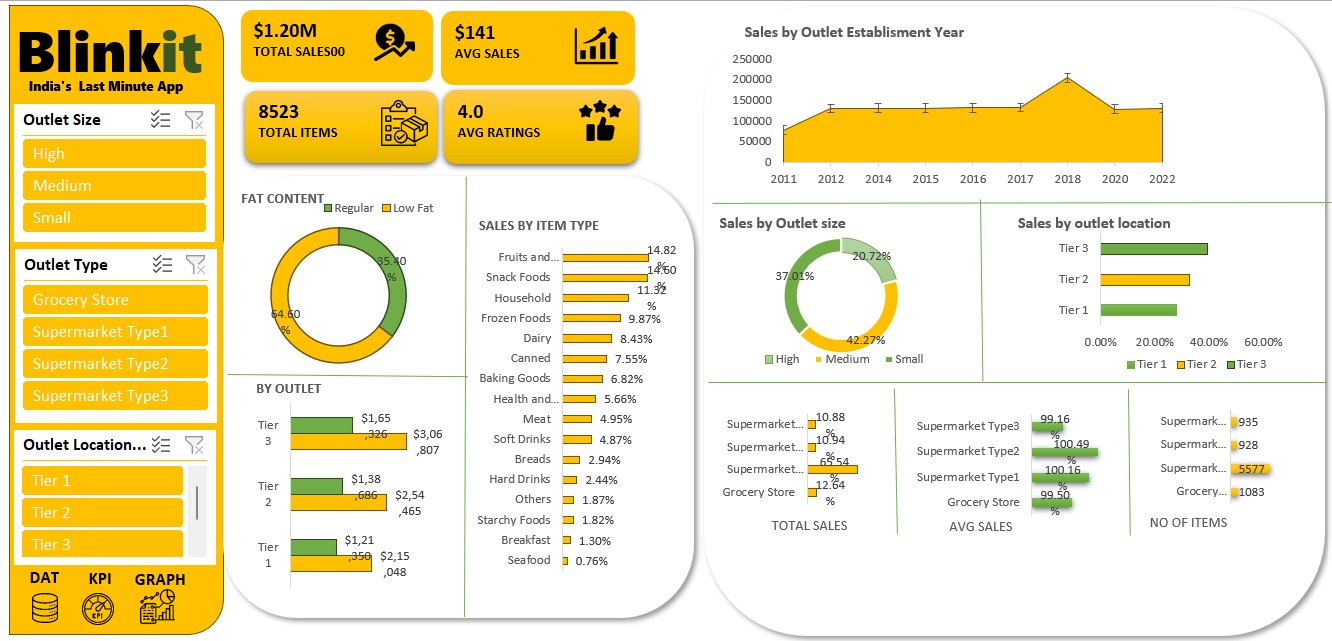 Blinkit
India's Last Minute App
Outlet Size
High
Medium
Small
Outlet Type
Grocery Store
Supermarket Type1
Supermarket Type2
Supermarket Type3
Outlet Location...
Tier 1
Tier 2
Tier 3
DAT
KPI
GRAPH
KPI
$1.20M
TOTAL SALES00
$141
AVG SALES
8523
TOTAL ITEMS
4.0
AVG RATINGS
FAT CONTENT
Regular
Low Fat
35.40
%
64.60
%
BY OUTLET
Tier
3
$1,65
,326
$3,06
,807
Tier
2
$1,38
,686
$2,54
,465
Tier
1
$1,21
,350
$2,15
,048
SALES BY ITEM TYPE
Fruits and... 14.82
%
Snack Foods 14.60
%
Household 11.32
%
Frozen Foods 9.87%
Dairy 8.43%
Canned 7.55%
Baking Goods 6.82%
Health and... 5.66%
Meat 4.95%
Soft Drinks 4.87%
Breads 2.94%
Hard Drinks 2.44%
Others 1.87%
Starchy Foods 1.82%
Breakfast 1.30%
Seafood 0.76%
Sales by Outlet Establisment Year
250000
200000
150000
100000
50000
0
2011 2012 2014 2015 2016 2017 2018 2020 2022
Sales by Outlet size
20.72%
37.01%
42.27%
High Medium Small
Sales by outlet location
Tier 3
Tier 2
Tier 1
0.00% 20.00% 40.00% 60.00%
Tier 1 Tier 2 Tier 3
Supermarket... 10.88
%
Supermarket... 10.94
%
Supermarket... 65.54
%
Grocery Store 12.64
%
TOTAL SALES
Supermarket Type3 99.16
%
Supermarket Type2 100.49
%
Supermarket Type1 100.16
%
Grocery Store 99.50
%
AVG SALES
Supermark... 935
Supermark... 928
Supermark... 5577
Grocery... 1083
NO OF ITEMS